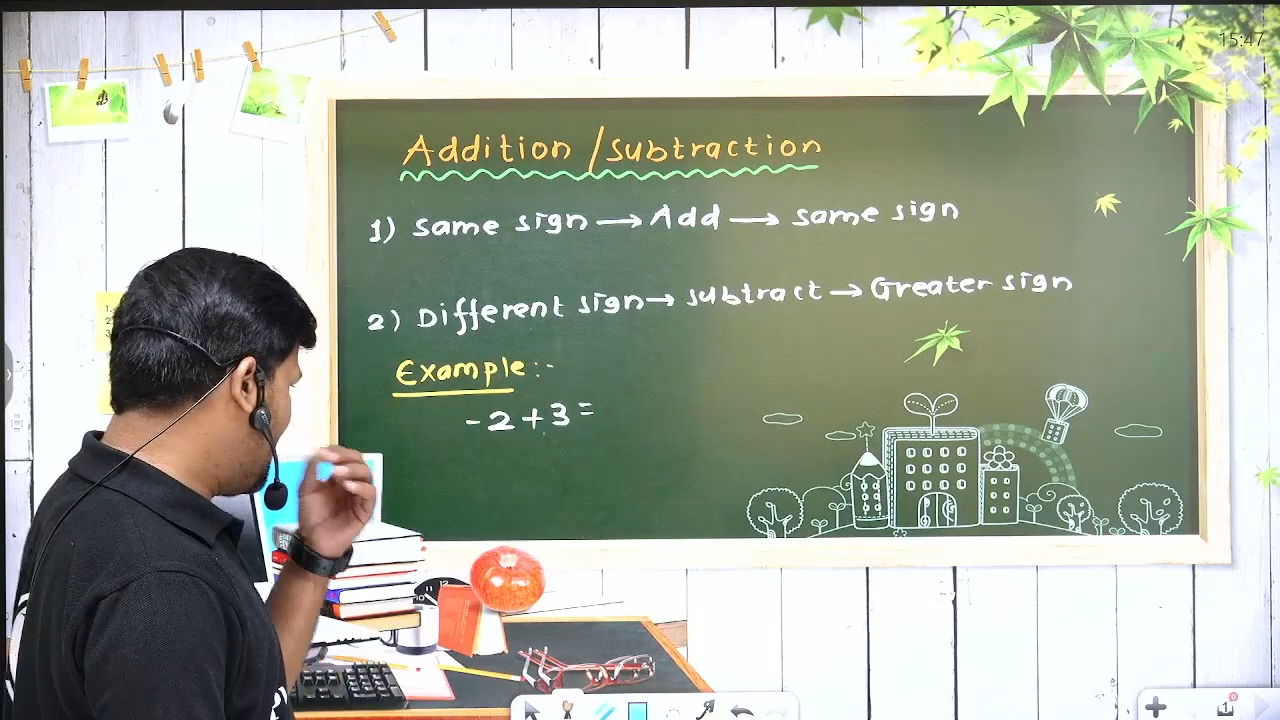 15:47
Addition / subtraction
1) same sign → Add → same sign
2) Different sign → subtract → Greater sign
Example:-
-2+3=